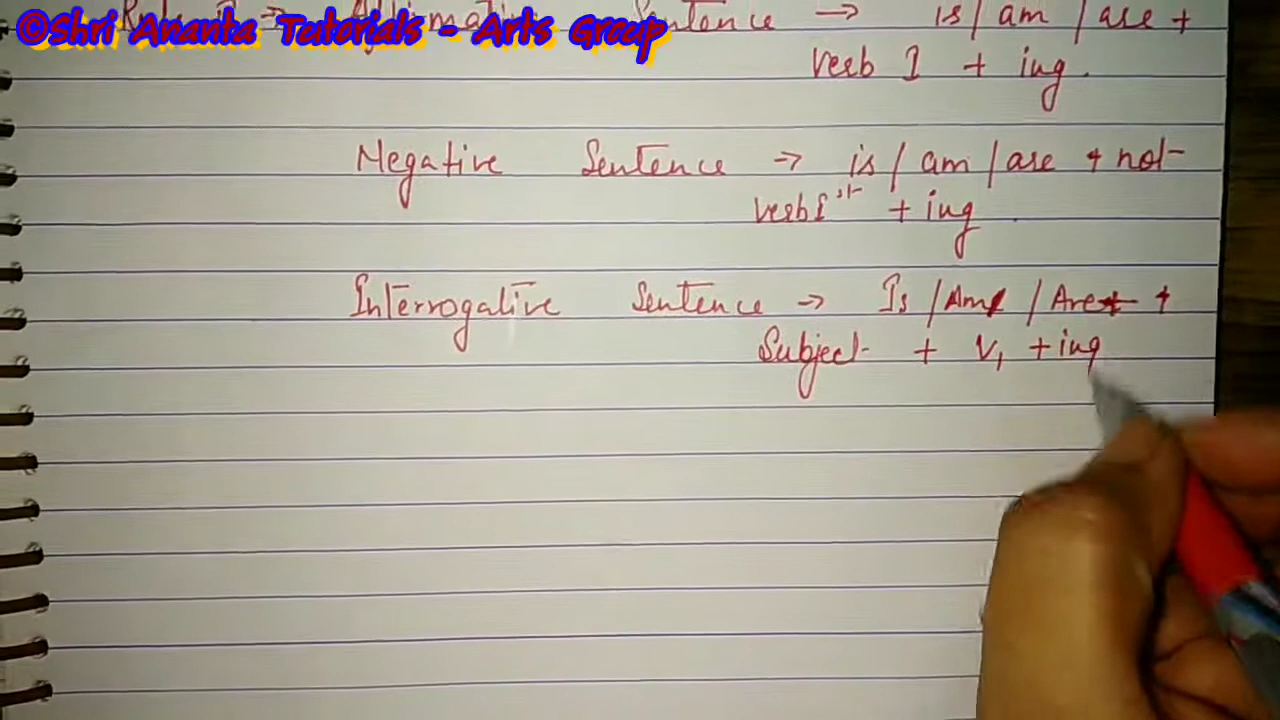 ©Shri Ananta Tutorials - Arts Group
Sentence → is / am / are +
verb I + ing.
Negative Sentence → is / am / are + not
verb Ist + ing
Interrogative Sentence → Is / Am / Are +
Subject + V1 + ing